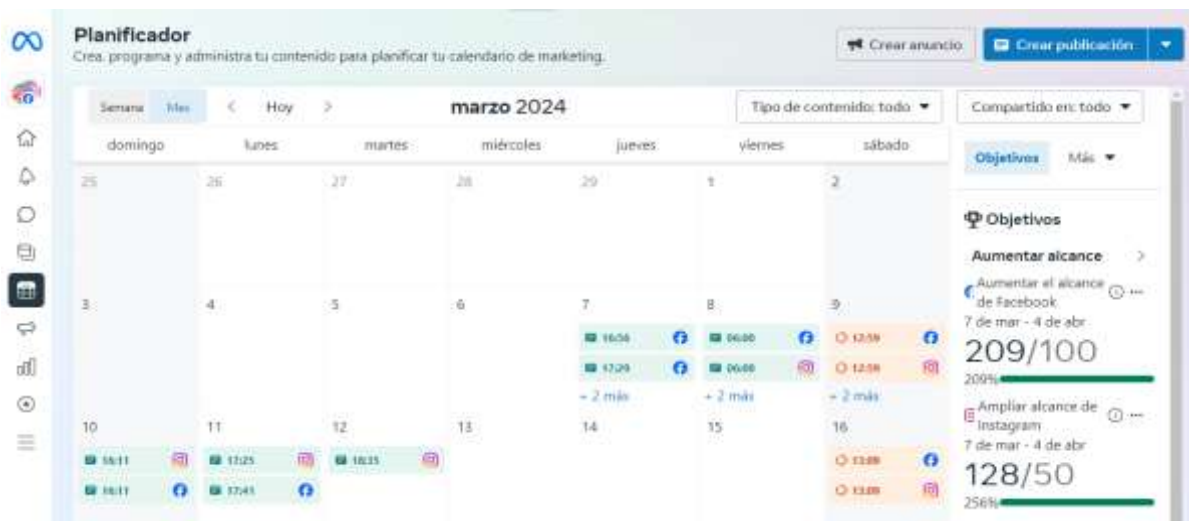 Planificador
Crea, programa y administra tu contenido para planificar tu calendario de marketing.
Crear anuncio
Crear publicación
Semana Mes < Hoy > marzo 2024
Tipo de contenido: todo
Compartido en: todo
domingo lunes martes miércoles jueves viernes sábado
Objetivos Más
25 26 27 28 29 1 2
Objetivos
Aumentar alcance >
Aumentar el alcance
de Facebook
7 de mar - 4 de abr
209/100
209%
3 4 5 6 7 8 9
16:56 06:00 12:59
17:29 06:00 12:59
+ 2 más + 2 más + 2 más
Ampliar alcance de
Instagram
7 de mar - 4 de abr
128/50
256%
10 11 12 13 14 15 16
16:11 17:25 18:35 13:09
16:11 17:41 13:09